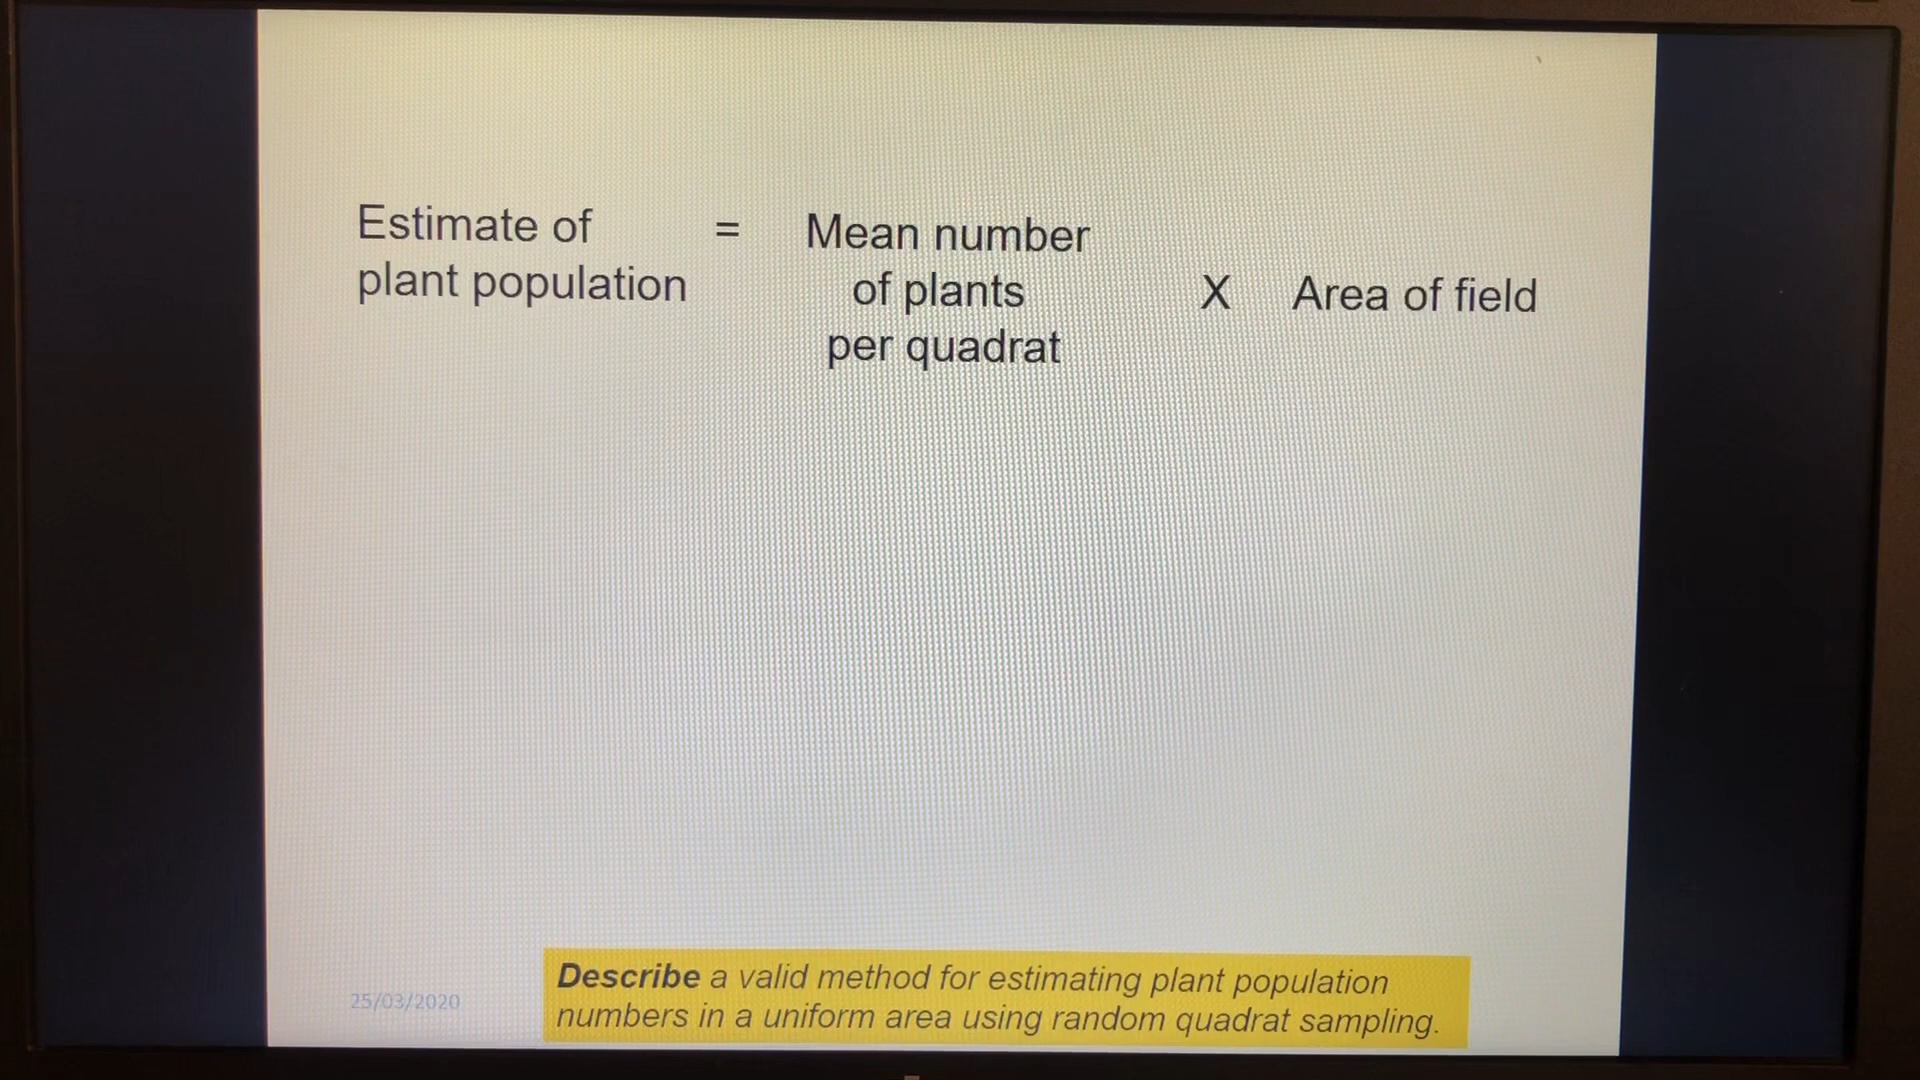 Estimate of
plant population
=
Mean number
of plants
per quadrat
X
Area of field
25/03/2020
Describe a valid method for estimating plant population
numbers in a uniform area using random quadrat sampling.